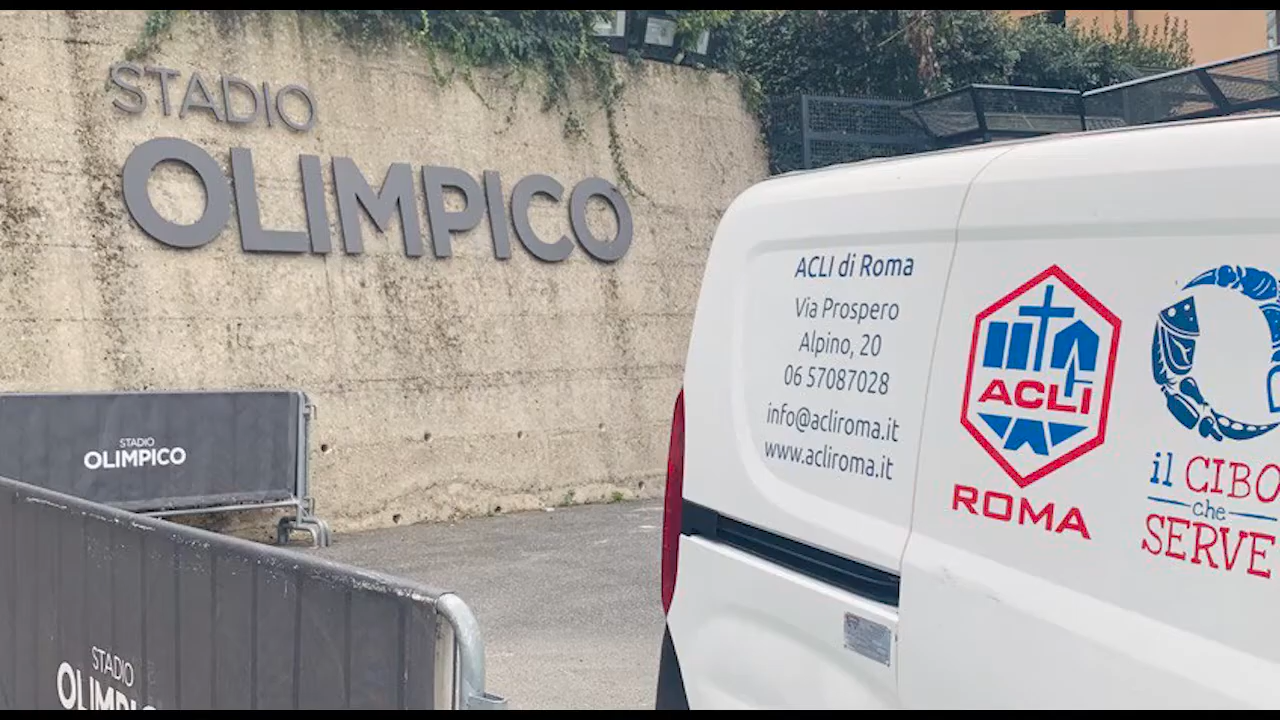 STADIO
OLIMPICO
STADIO
OLIMPICO
STADIO
OLIMPICO
ACLI di Roma
Via Prospero
Alpino, 20
06 57087028
info@acliroma.it
www.acliroma.it
ACLI
ROMA
il CIBO
che
SERVE